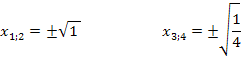 x₁;₂ = ±√1 x₃;₄ = ±√(1/4)